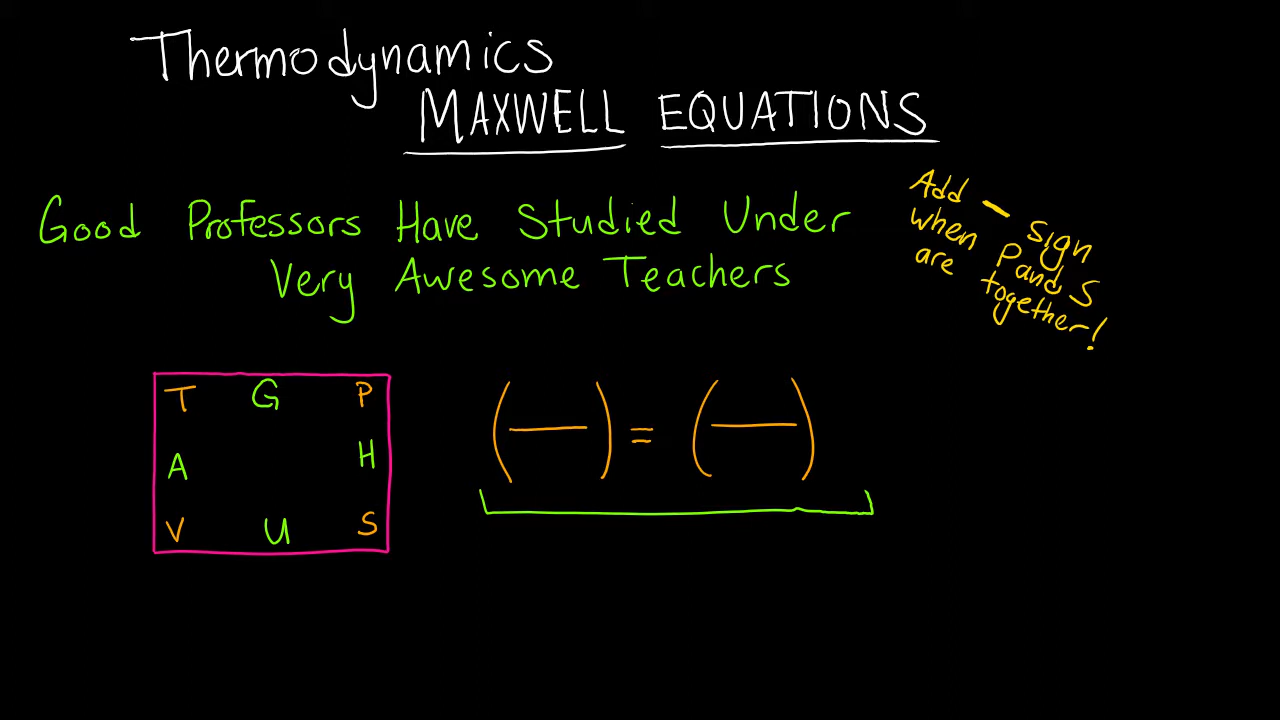 Thermodynamics
MAXWELL EQUATIONS
Good Professors Have Studied Under
Very Awesome Teachers
Add - sign
when P and S
are together!
T G P
A H
V U S
( — ) = ( — )